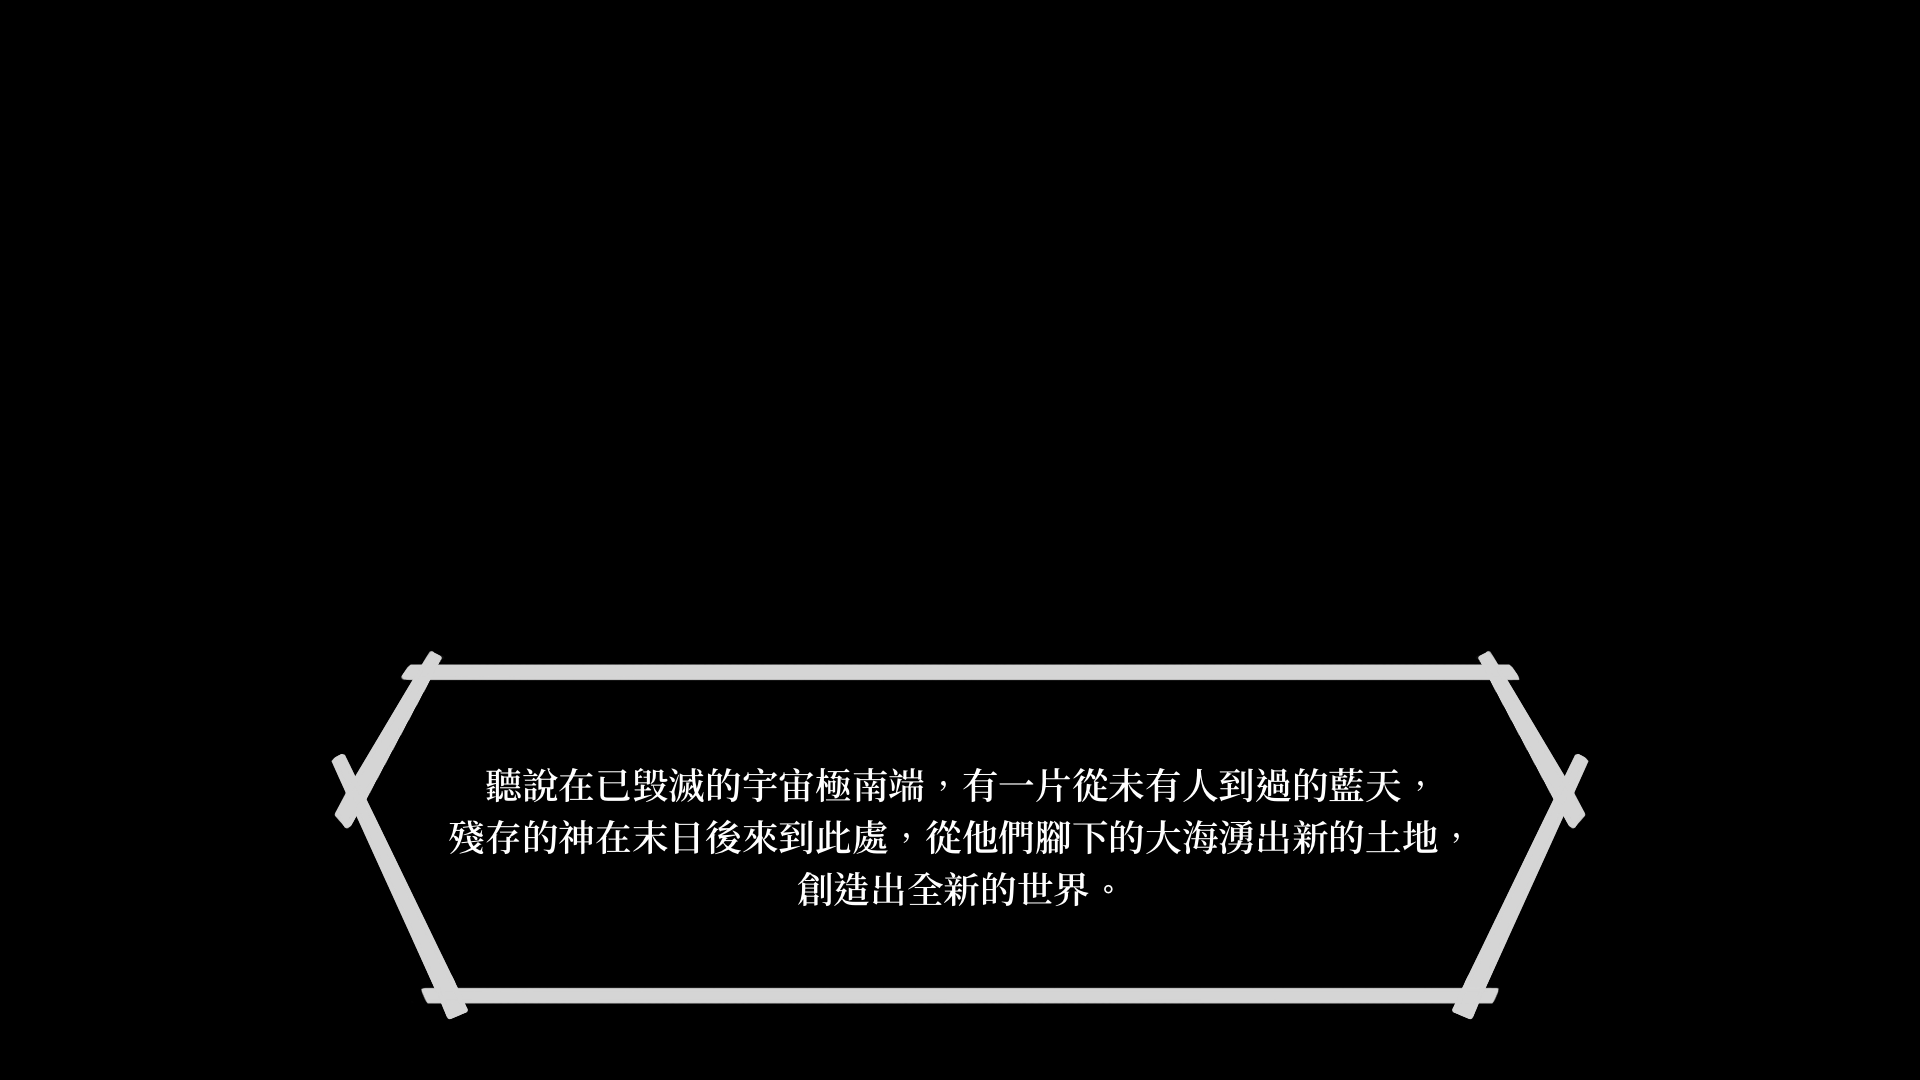 聽說在已毀滅的宇宙極南端，有一片從未有人到過的藍天，
殘存的神在末日後來到此處，從他們腳下的大海湧出新的土地，
創造出全新的世界。